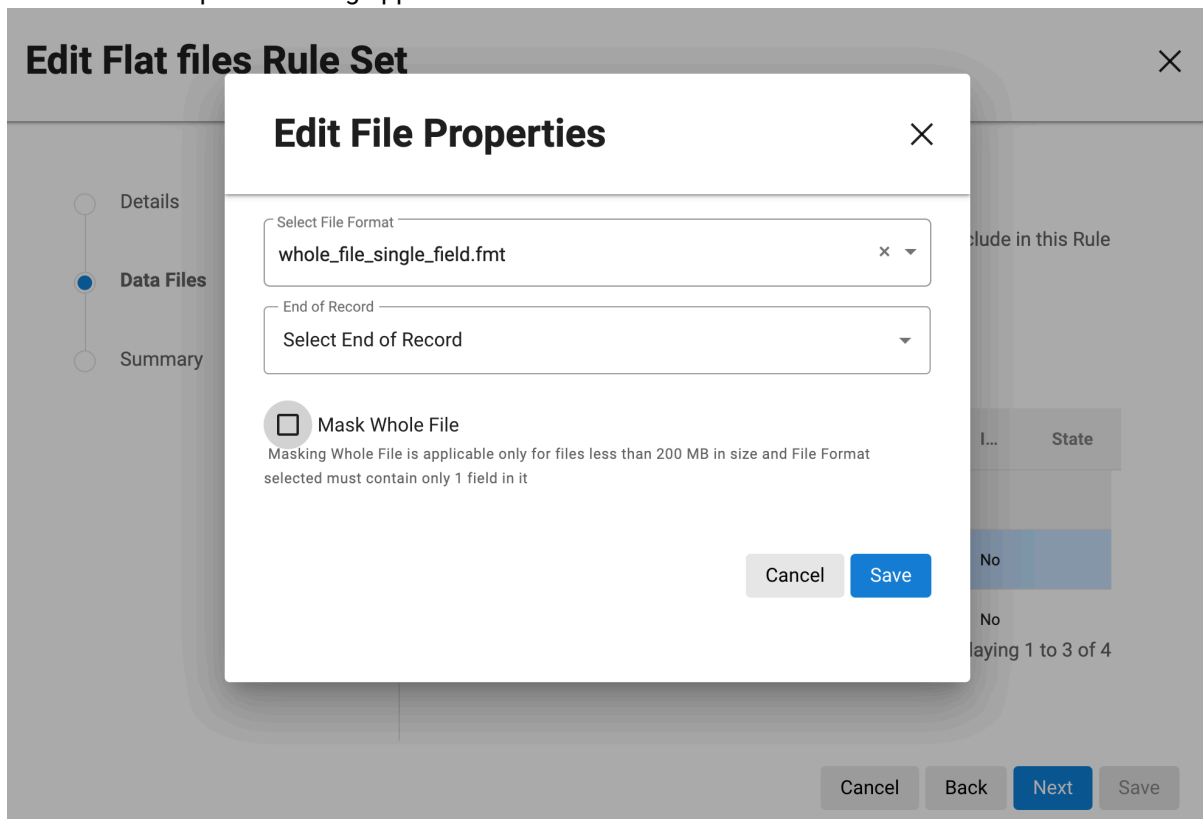 Edit Flat files Rule Set
Edit File Properties
Details
Data Files
Summary
Select File Format
whole_file_single_field.fmt
End of Record
Select End of Record
Mask Whole File
Masking Whole File is applicable only for files less than 200 MB in size and File Format
selected must contain only 1 field in it
Cancel Save
in this Rule
I... State
No
No
1 to 3 of 4
Cancel Back Next Save